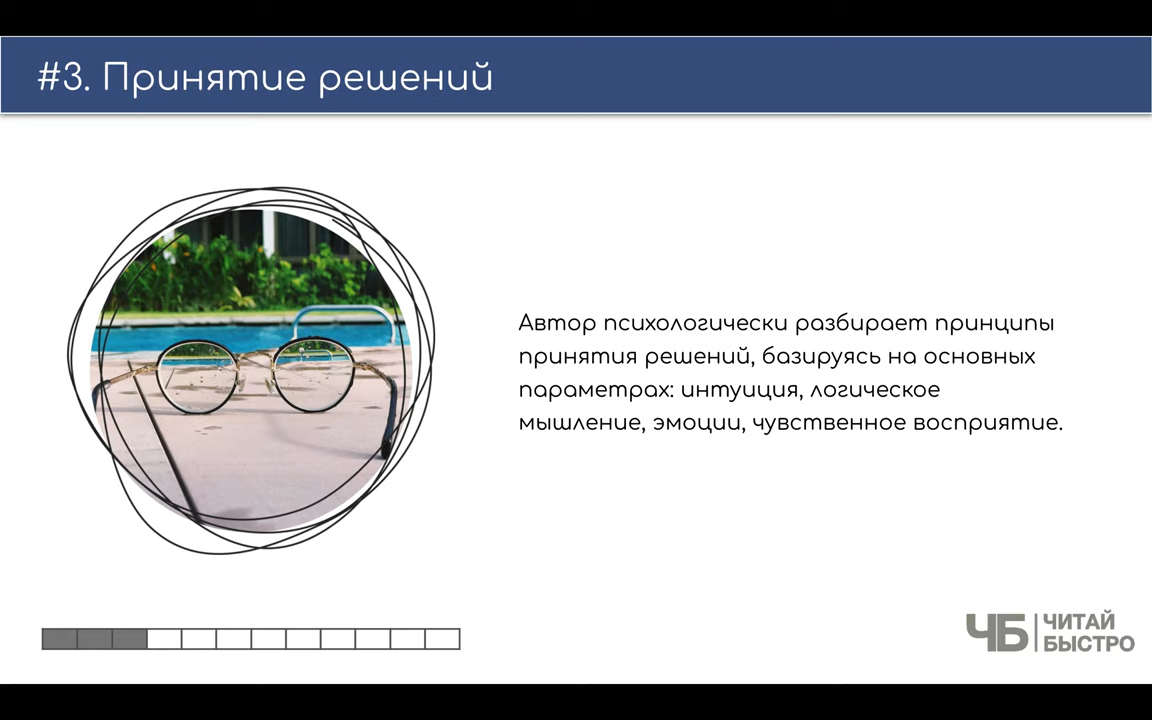 #3. Принятие решений
Автор психологически разбирает принципы
принятия решений, базируясь на основных
параметрах: интуиция, логическое
мышление, эмоции, чувственное восприятие.
ЧБ
ЧИТАЙ
БЫСТРО